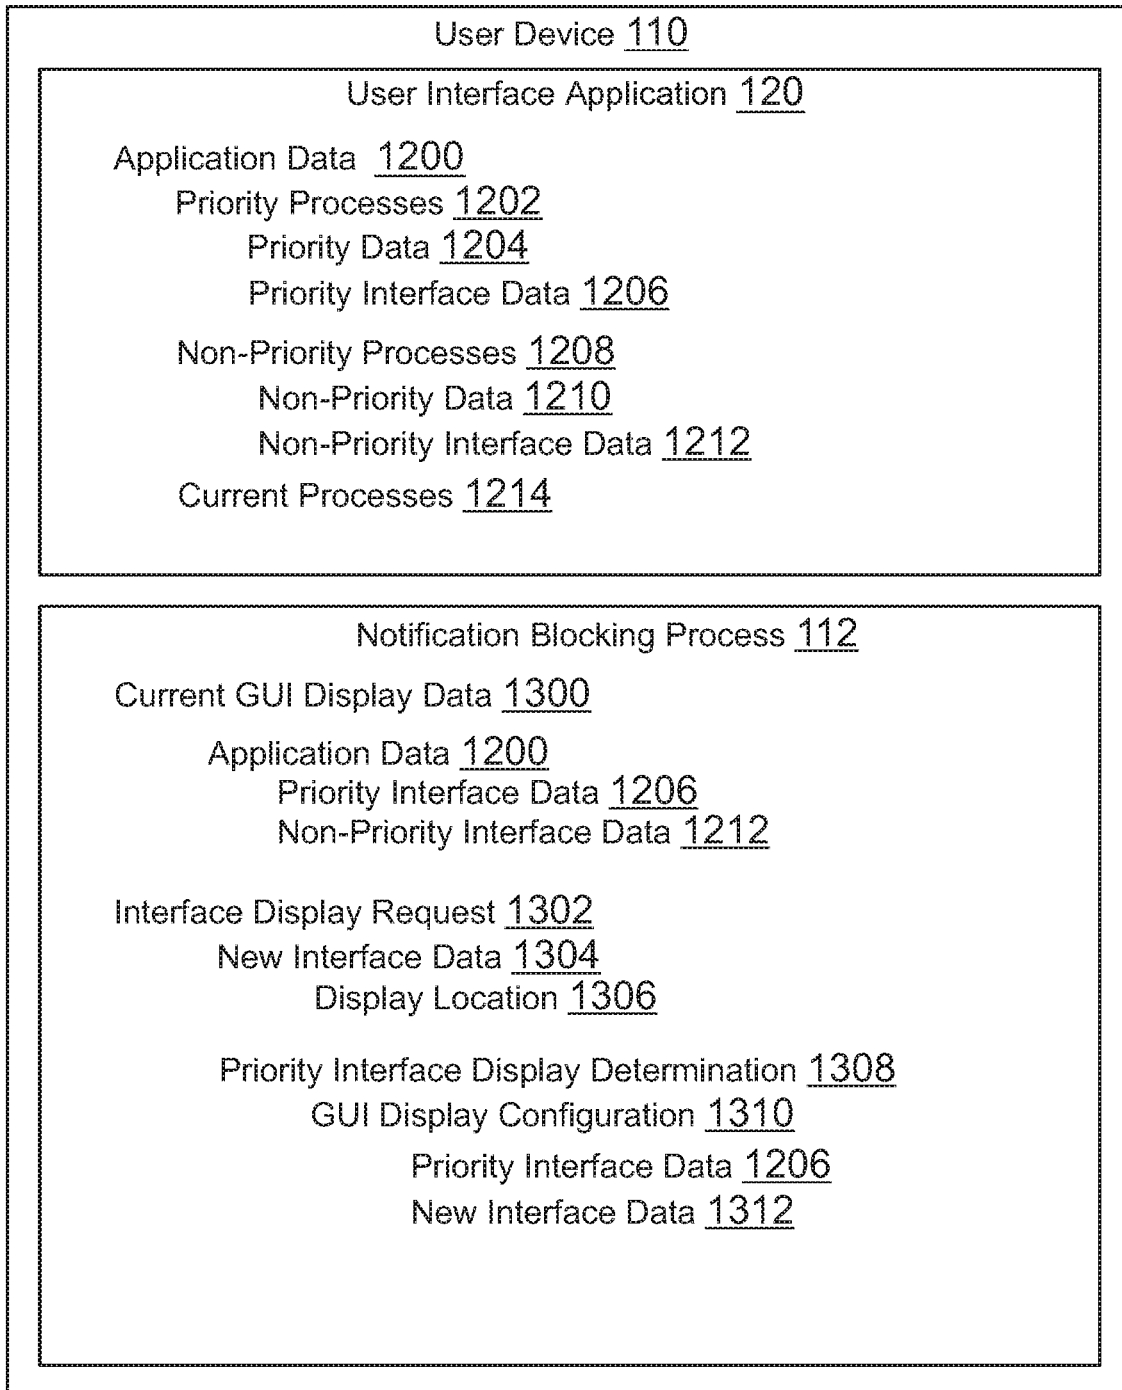 User Device 110
User Interface Application 120
Application Data 1200
Priority Processes 1202
Priority Data 1204
Priority Interface Data 1206
Non-Priority Processes 1208
Non-Priority Data 1210
Non-Priority Interface Data 1212
Current Processes 1214
Notification Blocking Process 112
Current GUI Display Data 1300
Application Data 1200
Priority Interface Data 1206
Non-Priority Interface Data 1212
Interface Display Request 1302
New Interface Data 1304
Display Location 1306
Priority Interface Display Determination 1308
GUI Display Configuration 1310
Priority Interface Data 1206
New Interface Data 1312